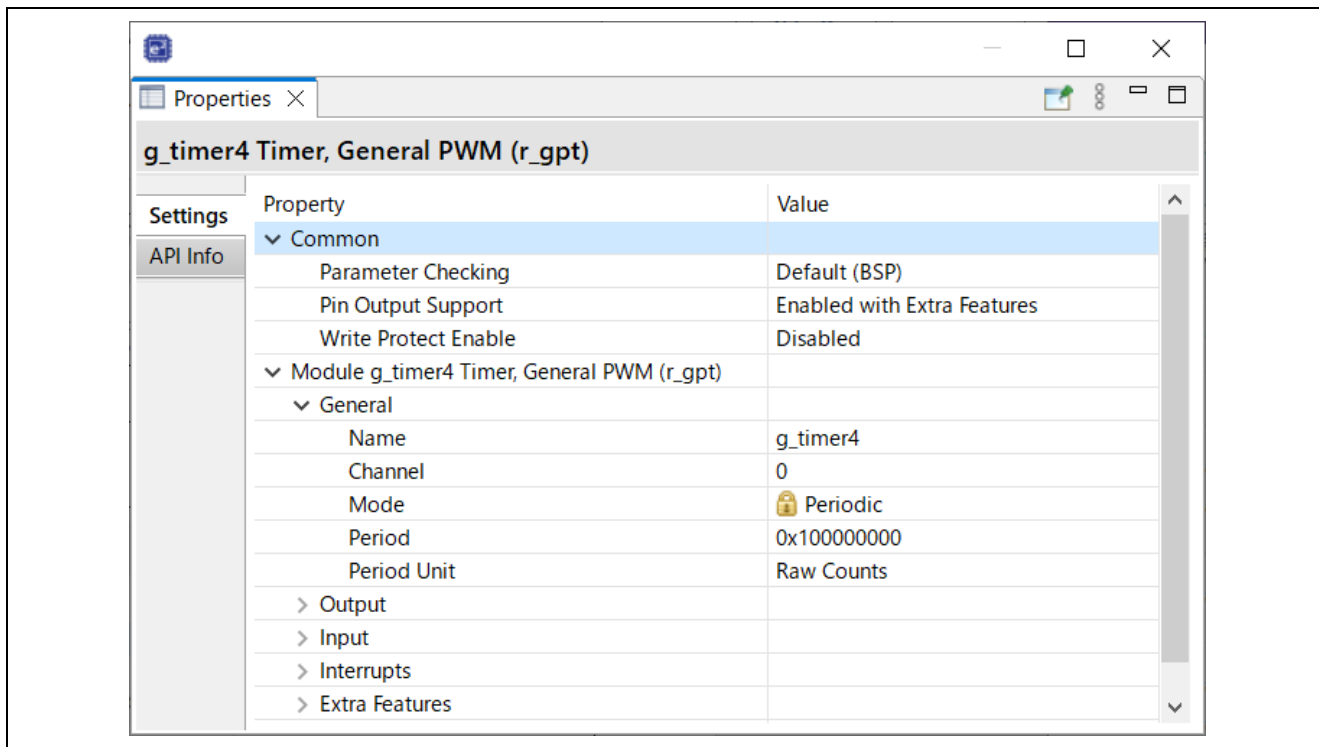 Properties
g_timer4 Timer, General PWM (r_gpt)
Settings
API Info
Property Value
Common
Parameter Checking Default (BSP)
Pin Output Support Enabled with Extra Features
Write Protect Enable Disabled
Module g_timer4 Timer, General PWM (r_gpt)
General
Name g_timer4
Channel 0
Mode Periodic
Period 0x100000000
Period Unit Raw Counts
Output
Input
Interrupts
Extra Features